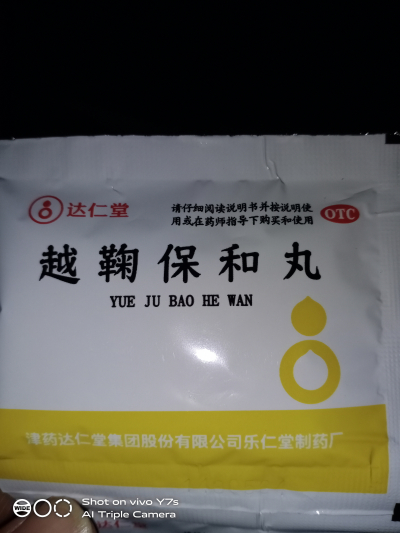 达仁堂
请仔细阅读说明书并按说明使
用或在药师指导下购买和使用
OTC
越鞠保和丸
YUE JU BAO HE WAN
津药达仁堂集团股份有限公司乐仁堂制药厂
WIDE
Shot on vivo Y7s
AI Triple Camera